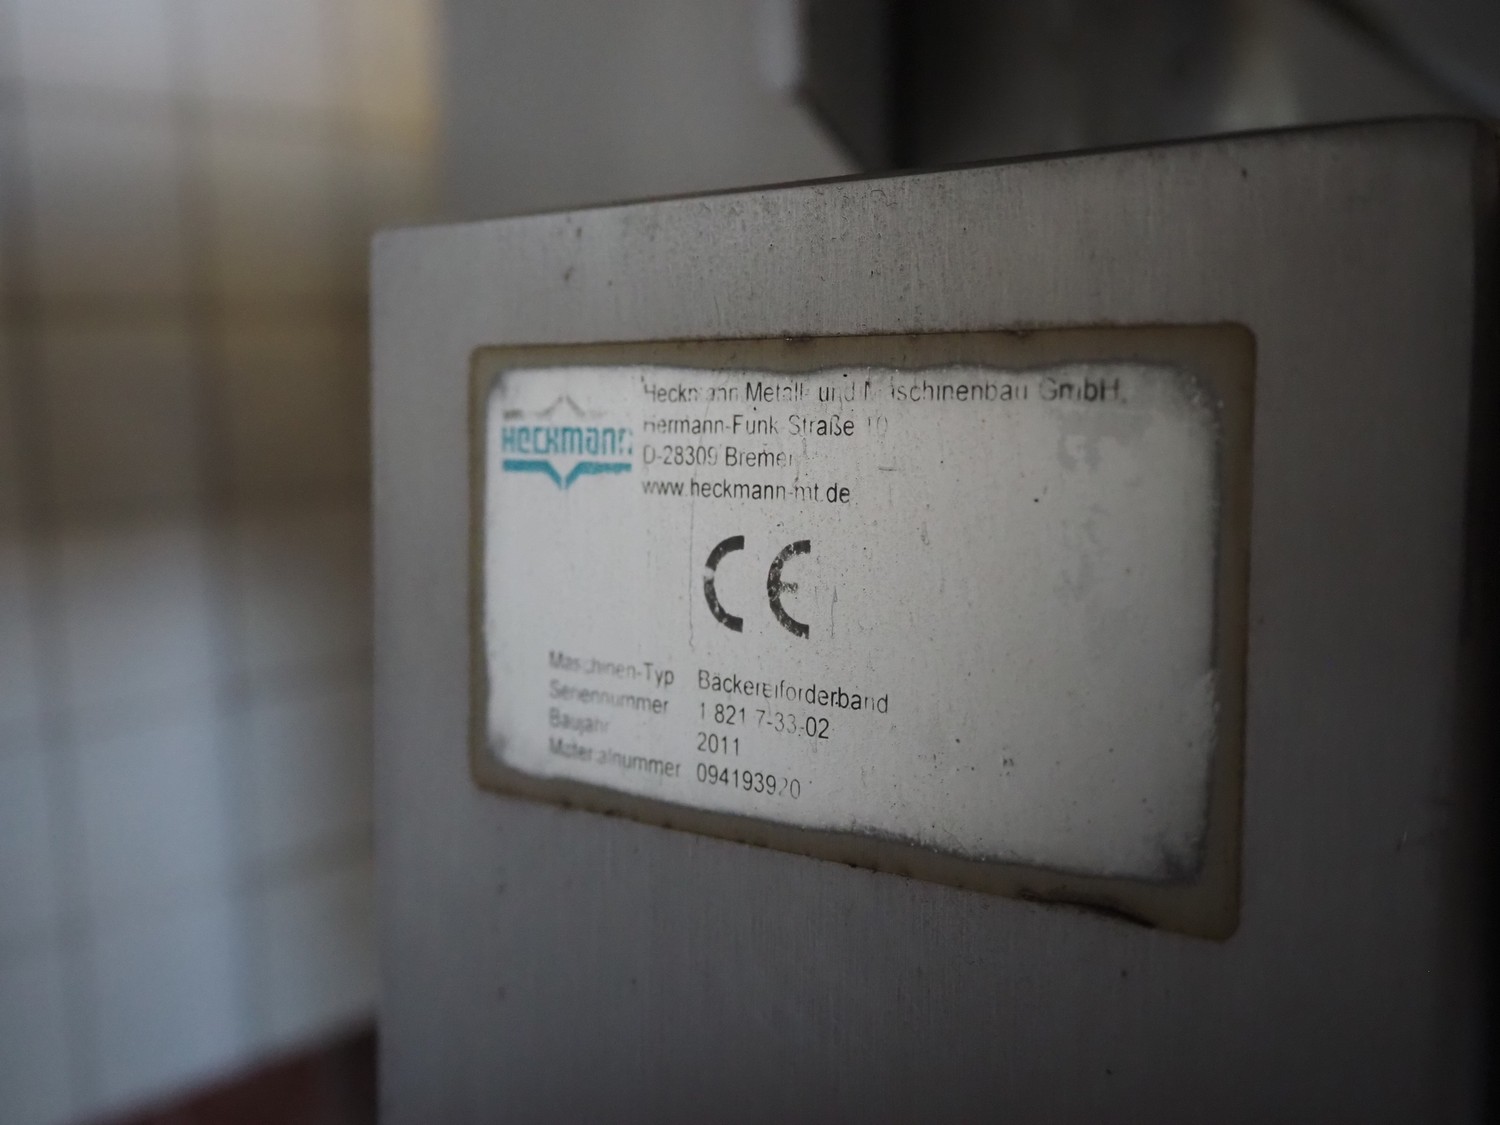 Heckmann
Heckmann Metall- und Maschinenbau GmbH,
Hermann-Funk-Straße 10
D-28309 Bremen
www.heckmann-mt.de
CE
Maschinen-Typ Bäckereiförderband
Seriennummer 1 821 7-33-02
Baujahr 2011
Materialnummer 094193920